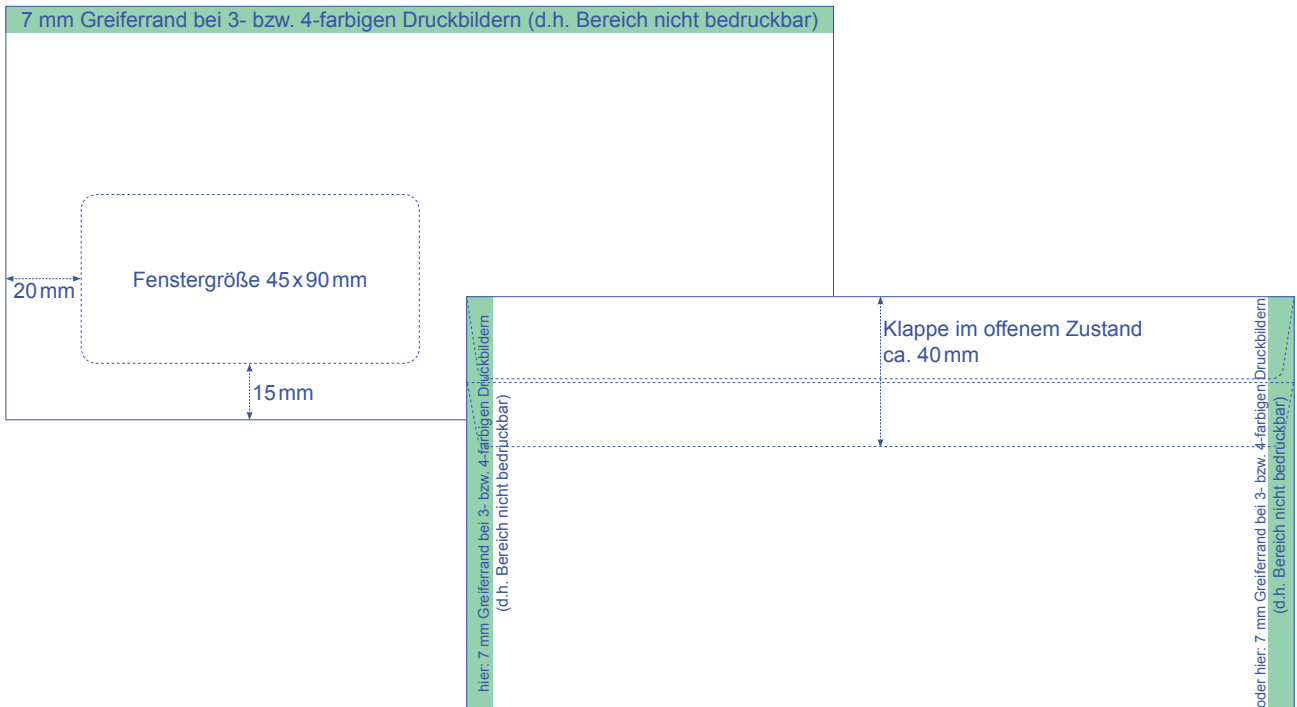 7 mm Greiferrand bei 3- bzw. 4-farbigen Druckbildern (d.h. Bereich nicht bedruckbar)
Fenstergröße 45 x 90 mm
20 mm
15 mm
Klappe im offenem Zustand
ca. 40 mm
hier: 7 mm Greiferrand bei 3- bzw. 4-farbigen Druckbildern
(d.h. Bereich nicht bedruckbar)
oder hier: 7 mm Greiferrand bei 3- bzw. 4-farbigen Druckbildern
(d.h. Bereich nicht bedruckbar)